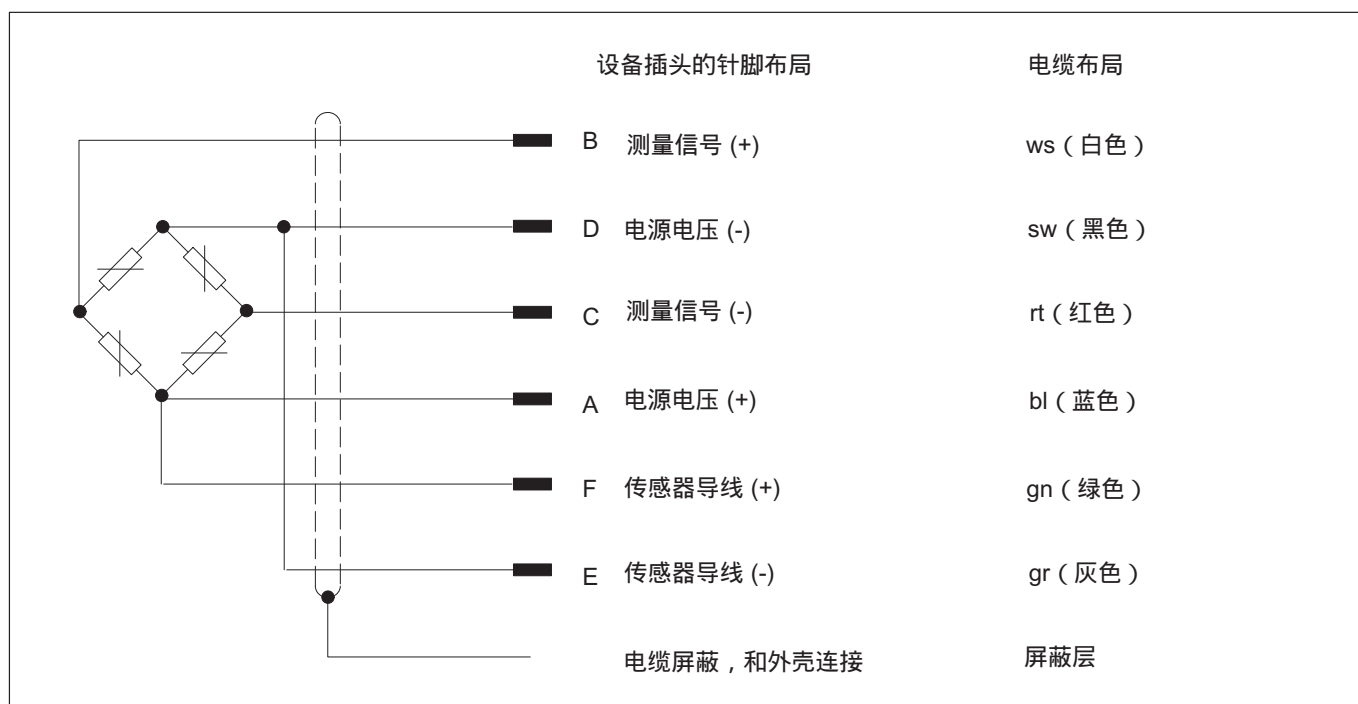 设备插头的针脚布局 电缆布局
B 测量信号 (+) ws（白色）
D 电源电压 (-) sw（黑色）
C 测量信号 (-) rt（红色）
A 电源电压 (+) bl（蓝色）
F 传感器导线 (+) gn（绿色）
E 传感器导线 (-) gr（灰色）
电缆屏蔽，和外壳连接 屏蔽层